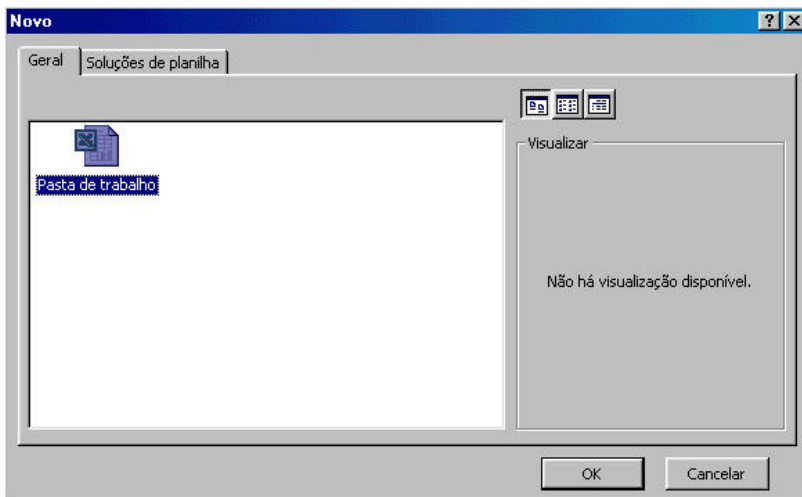 Novo
Geral
Soluções de planilha
Visualizar
Pasta de trabalho
Não há visualização disponível.
OK
Cancelar